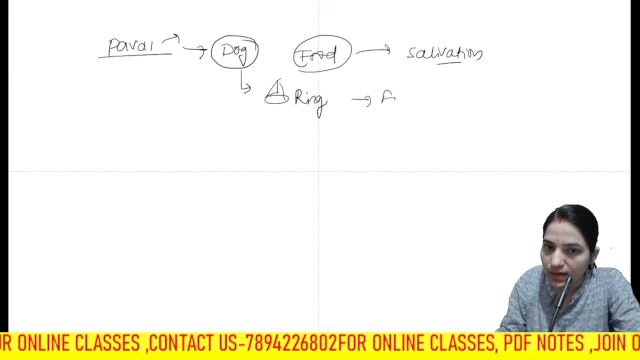 Paval → Dog Food → salivation
Ring → F
UR ONLINE CLASSES ,CONTACT US-7894226802FOR ONLINE CLASSES, PDF NOTES ,JOIN O